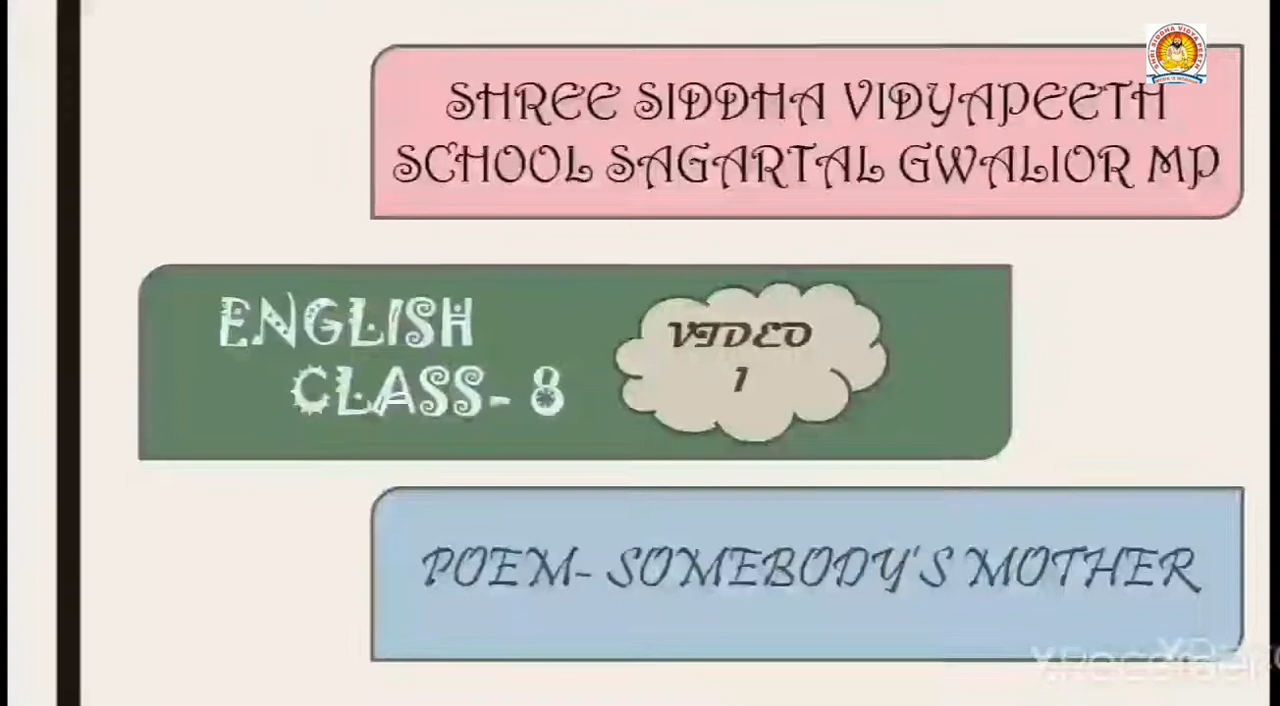 SHREE SIDDHA VIDYAPEETH
SCHOOL SAGARTAL GWALIOR MP
ENGLISH
CLASS- 8
VIDEO
1
POEM- SOMEBODY'S MOTHER